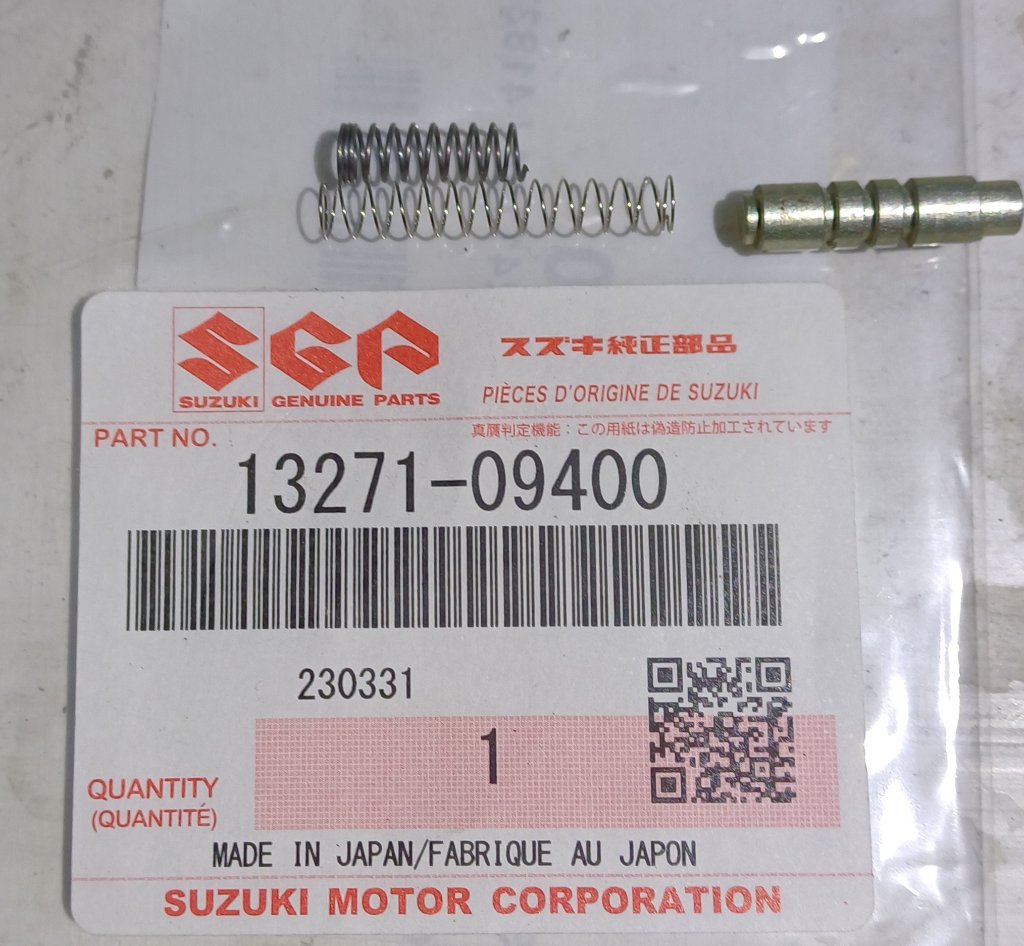 SUZUKI
SGP
GENUINE PARTS
スズキ純正部品
PIÈCES D'ORIGINE DE SUZUKI
PART NO.
真贋判定機能：この用紙は偽造防止加工されています
13271-09400
230331
1
QUANTITY
(QUANTITÉ)
MADE IN JAPAN/FABRIQUE AU JAPON
SUZUKI MOTOR CORPORATION